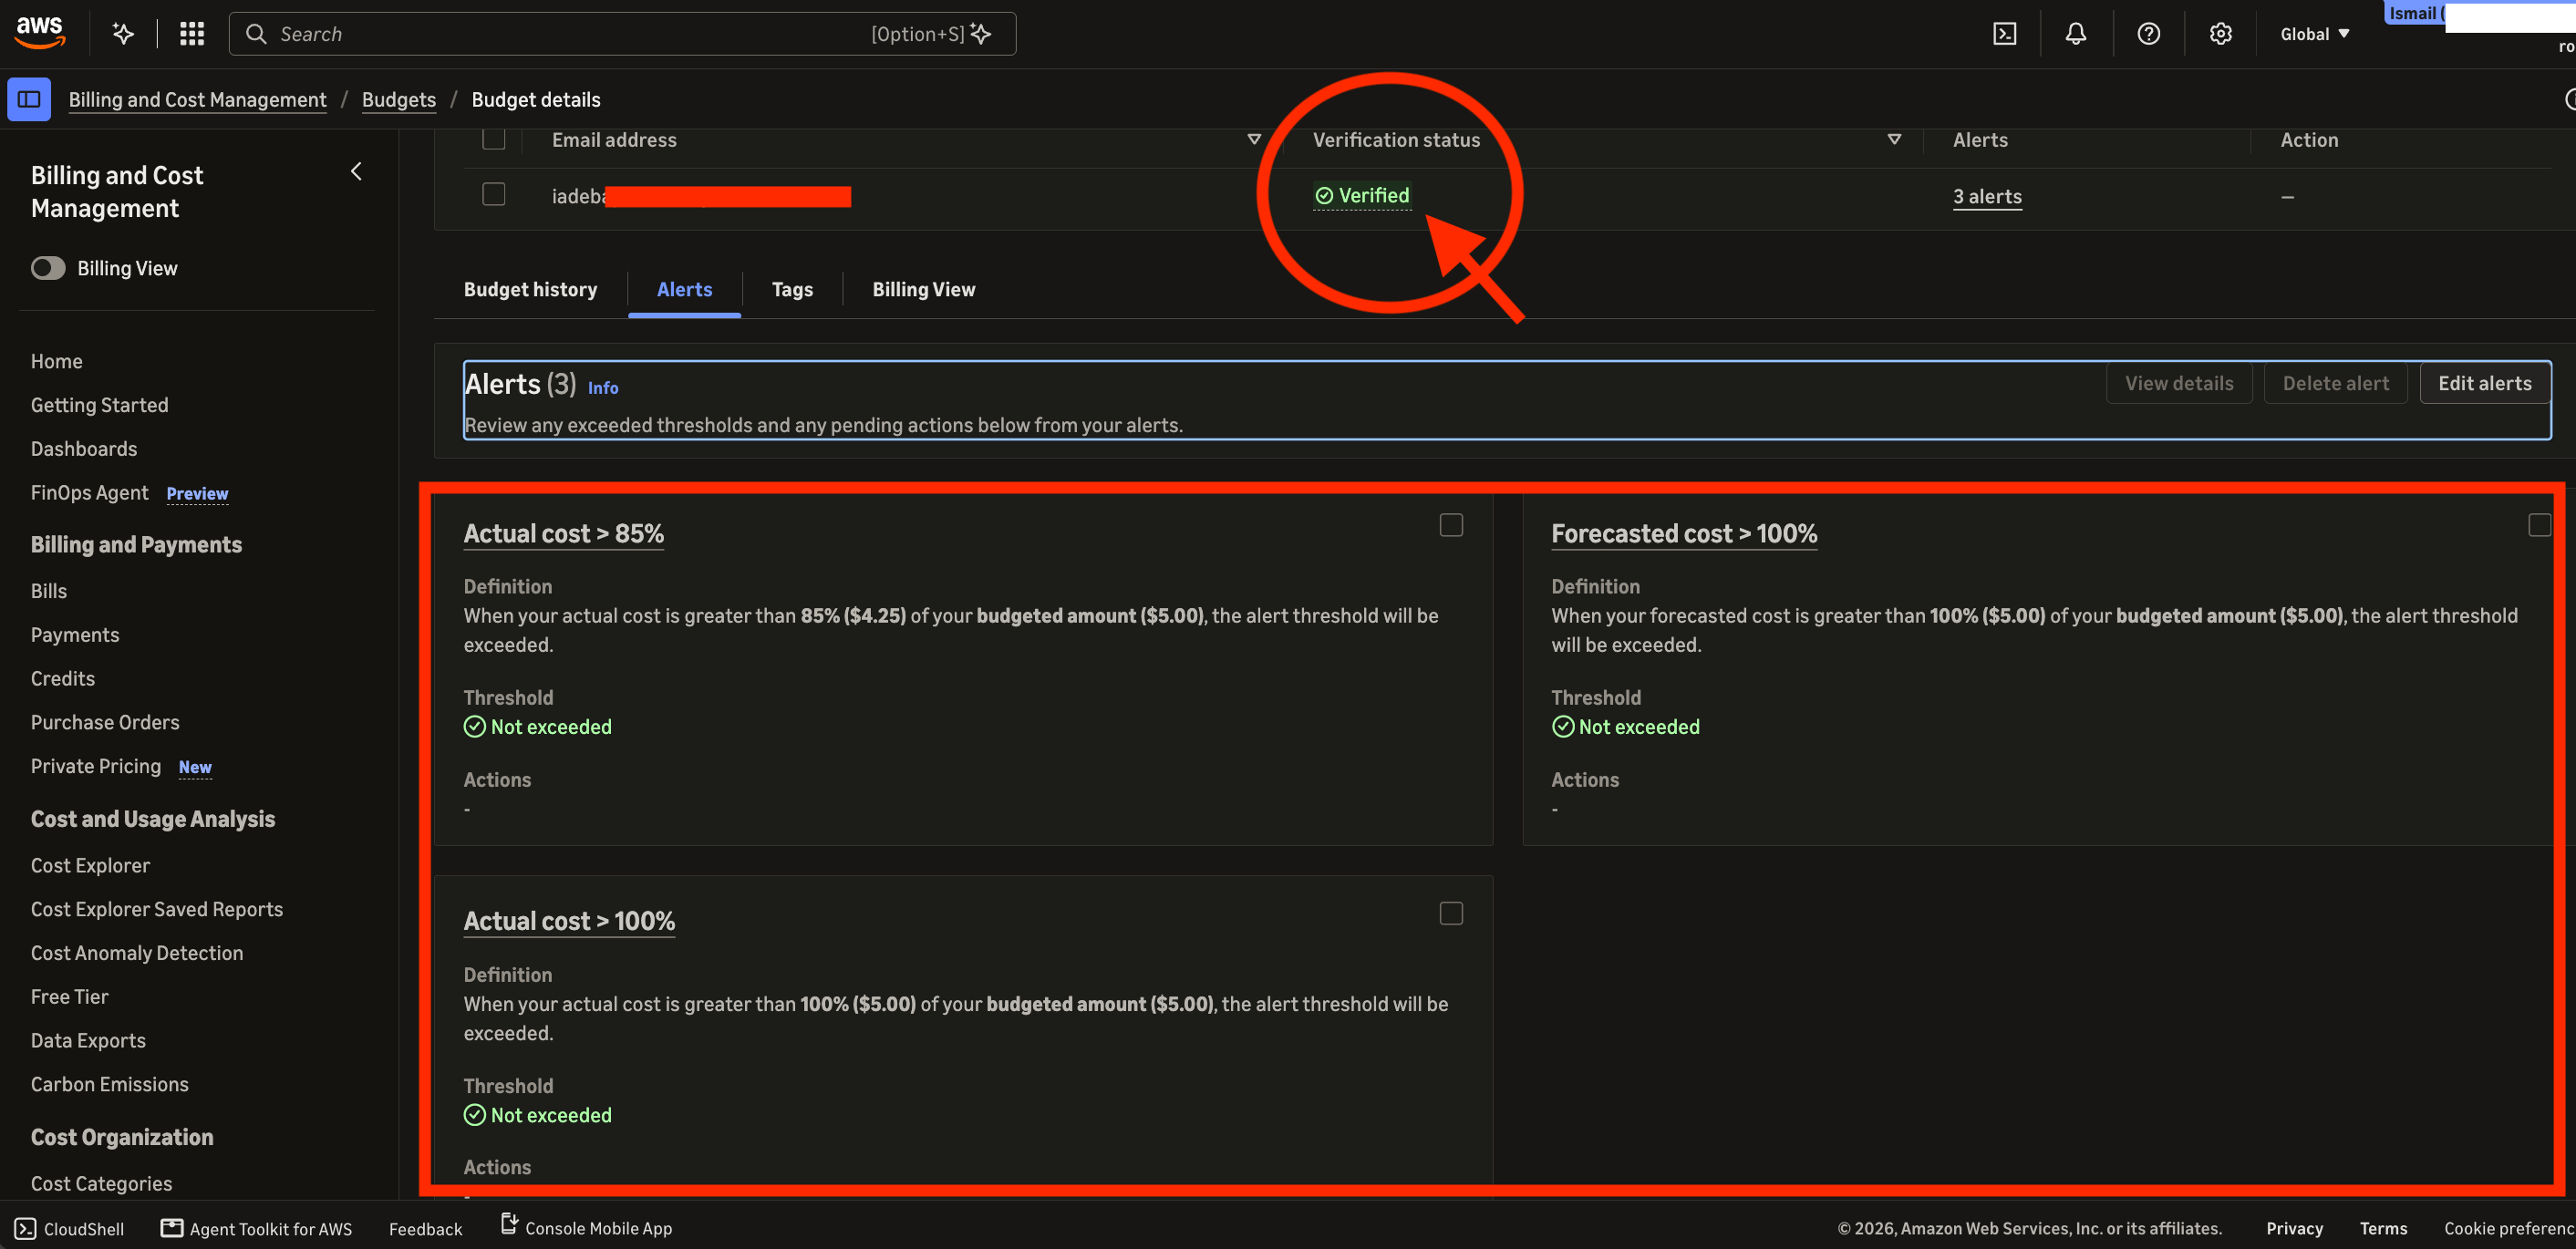 aws
Search
[Option+S]
Global
Ismail (
ro
Billing and Cost Management / Budgets / Budget details
Billing and Cost
Management
Billing View
Home
Getting Started
Dashboards
FinOps Agent Preview
Billing and Payments
Bills
Payments
Credits
Purchase Orders
Private Pricing New
Cost and Usage Analysis
Cost Explorer
Cost Explorer Saved Reports
Cost Anomaly Detection
Free Tier
Data Exports
Carbon Emissions
Cost Organization
Cost Categories
Email address
Verification status
Alerts
Action
iadeba
Verified
3 alerts
–
Budget history
Alerts
Tags
Billing View
Alerts (3) Info
Review any exceeded thresholds and any pending actions below from your alerts.
View details
Delete alert
Edit alerts
Actual cost > 85%
Definition
When your actual cost is greater than 85% ($4.25) of your budgeted amount ($5.00), the alert threshold will be
exceeded.
Threshold
Not exceeded
Actions
-
Forecasted cost > 100%
Definition
When your forecasted cost is greater than 100% ($5.00) of your budgeted amount ($5.00), the alert threshold
will be exceeded.
Threshold
Not exceeded
Actions
-
Actual cost > 100%
Definition
When your actual cost is greater than 100% ($5.00) of your budgeted amount ($5.00), the alert threshold will be
exceeded.
Threshold
Not exceeded
Actions
-
CloudShell
Agent Toolkit for AWS
Feedback
Console Mobile App
© 2026, Amazon Web Services, Inc. or its affiliates.
Privacy
Terms
Cookie preferenc